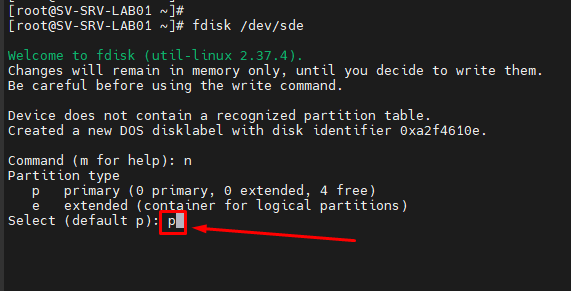 [root@SV-SRV-LAB01 ~]#
[root@SV-SRV-LAB01 ~]# fdisk /dev/sde
Welcome to fdisk (util-linux 2.37.4).
Changes will remain in memory only, until you decide to write them.
Be careful before using the write command.
Device does not contain a recognized partition table.
Created a new DOS disklabel with disk identifier 0xa2f4610e.
Command (m for help): n
Partition type
p primary (0 primary, 0 extended, 4 free)
e extended (container for logical partitions)
Select (default p): p